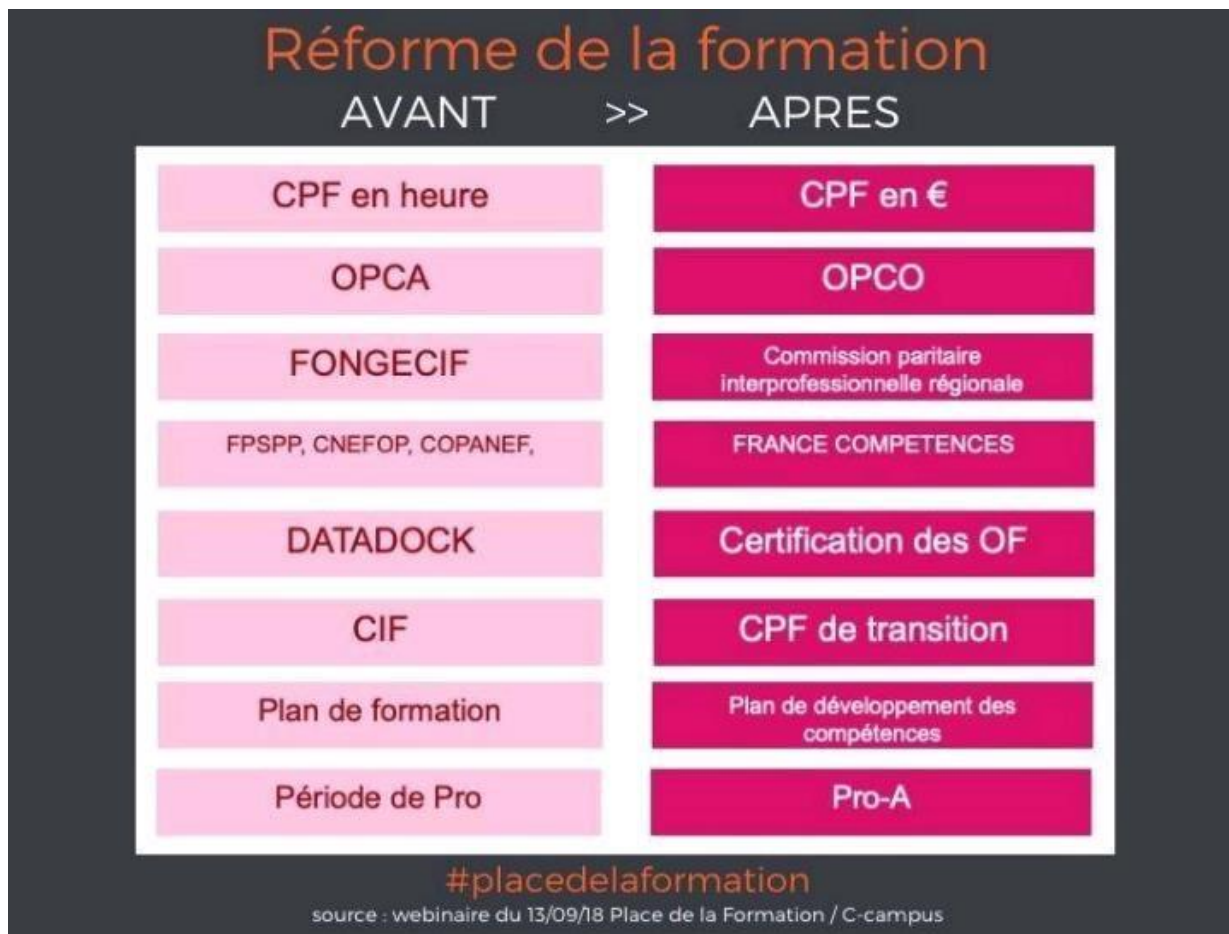 Réforme de la formation
AVANT >> APRES
CPF en heure
CPF en €
OPCA
OPCO
FONGECIF
Commission paritaire
interprofessionnelle régionale
FPSPP, CNEFOP, COPANEF,
FRANCE COMPETENCES
DATADOCK
Certification des OF
CIF
CPF de transition
Plan de formation
Plan de développement des
compétences
Période de Pro
Pro-A
#placedelaformation
source : webinaire du 13/09/18 Place de la Formation / C-campus